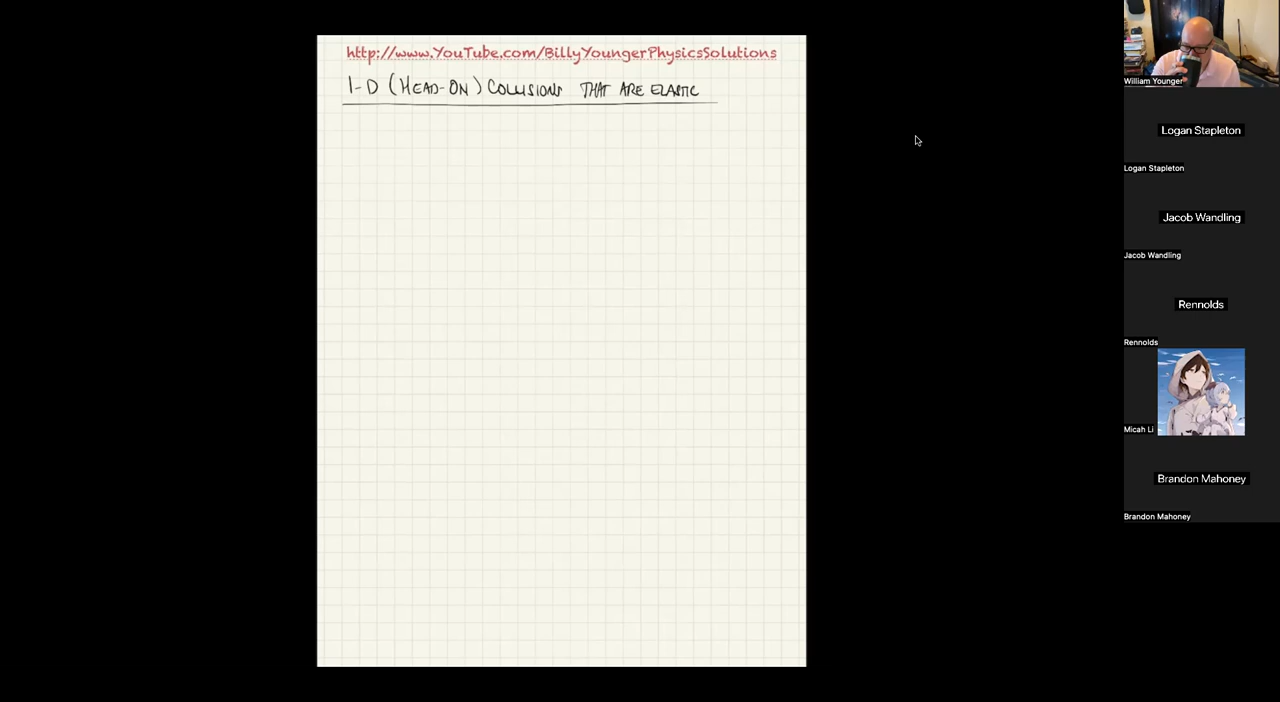 http://www.YouTube.com/BillyYoungerPhysicsSolutions
1-D (HEAD-ON) COLLISIONS THAT ARE ELASTIC
William Younger
Logan Stapleton
Logan Stapleton
Jacob Wandling
Jacob Wandling
Rennolds
Rennolds
Micah Li
Brandon Mahoney
Brandon Mahoney